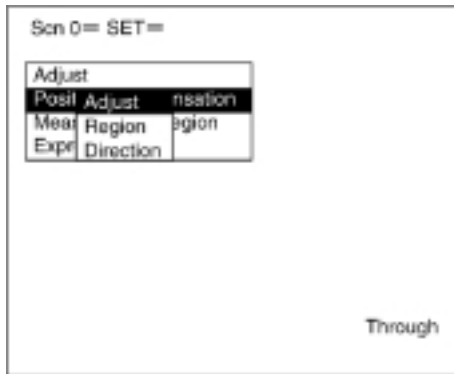 Scn 0= SET=
Adjust
Posit Adjust nsation
Mea Region egion
Expr Direction
Through